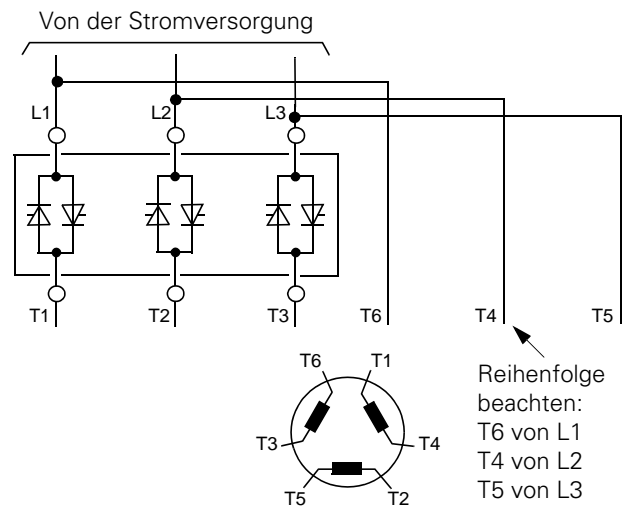 Von der Stromversorgung
L1 L2 L3
T1 T2 T3 T6 T4 T5
T6 T1
T3 T4
T5 T2
Reihenfolge
beachten:
T6 von L1
T4 von L2
T5 von L3